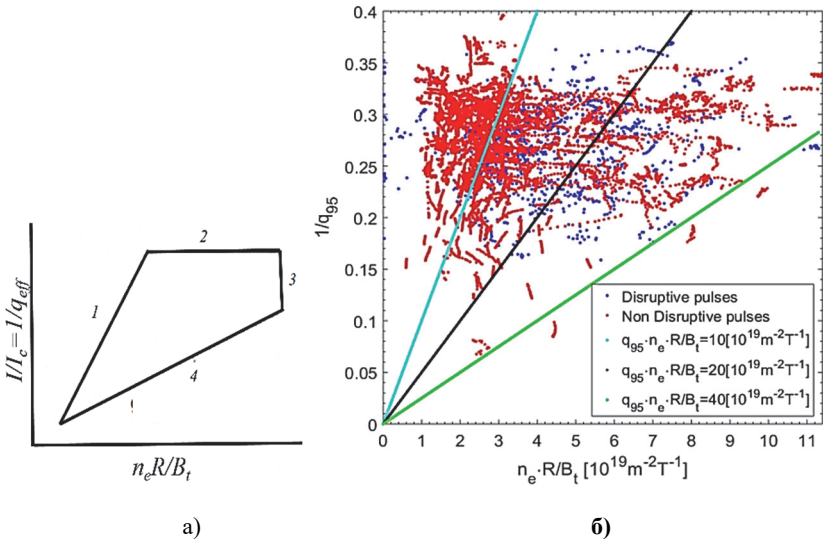 I/I_c=1/q_eff
1
2
3
4
n_eR/B_t
а)
0.4
0.35
0.3
0.25
0.2
0.15
0.1
0.05
0
1/q_95
Disruptive pulses
Non Disruptive pulses
q_95·n_e·R/B_t=10[10^19m^-2T^-1]
q_95·n_e·R/B_t=20[10^19m^-2T^-1]
q_95·n_e·R/B_t=40[10^19m^-2T^-1]
0 1 2 3 4 5 6 7 8 9 10 11
n_e·R/B_t [10^19m^-2T^-1]
б)